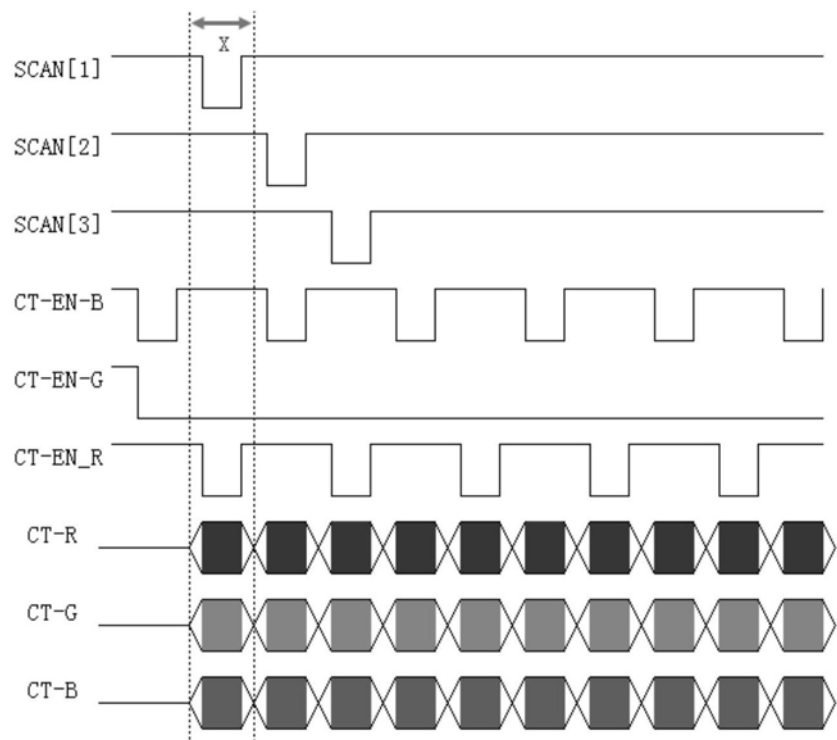 X
SCAN[1]
SCAN[2]
SCAN[3]
CT-EN-B
CT-EN-G
CT-EN_R
CT-R
CT-G
CT-B